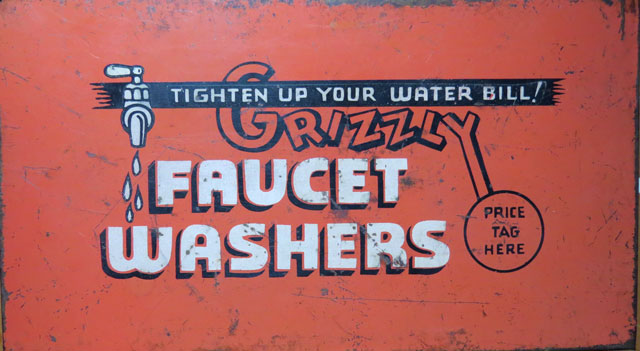 TIGHTEN UP YOUR WATER BILL!
GRIZZLY
FAUCET
WASHERS
PRICE
TAG
HERE